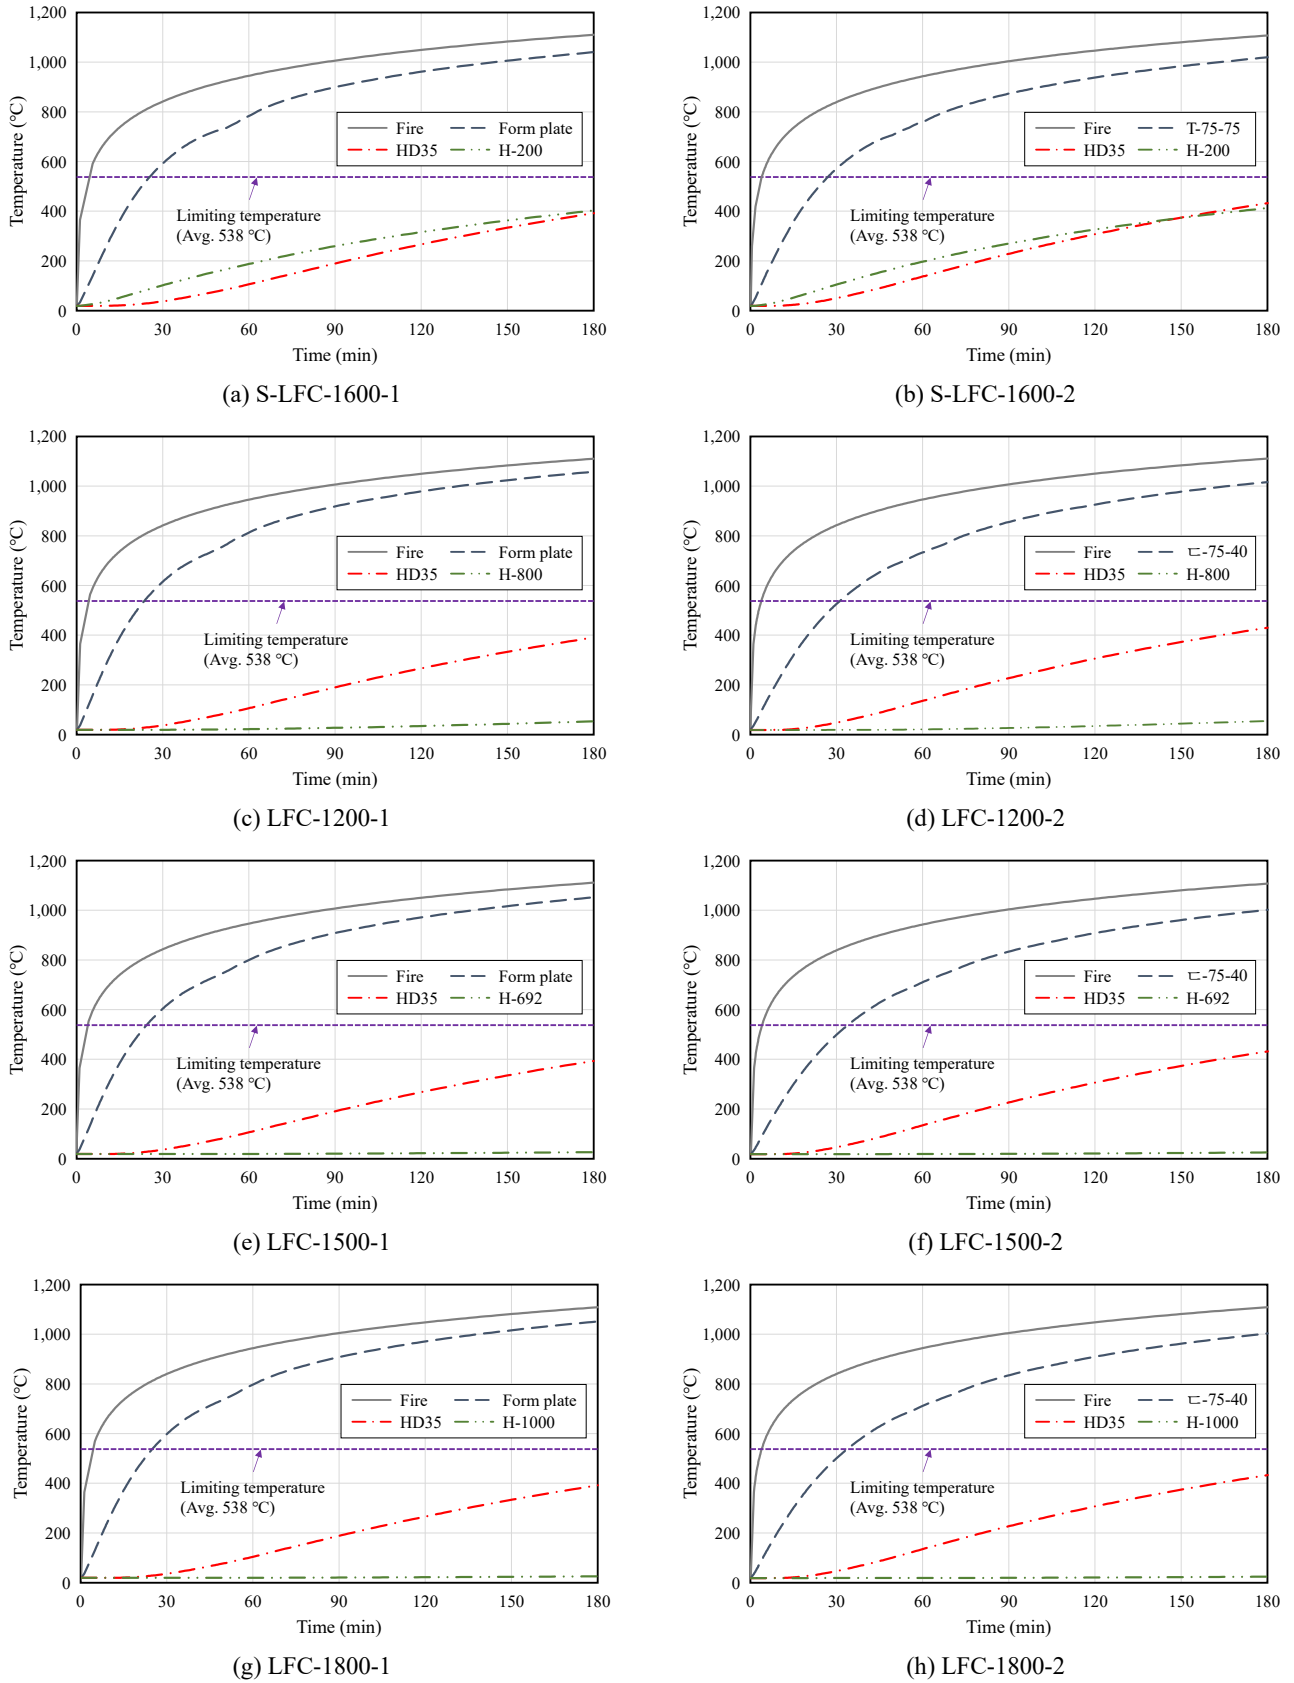 1,200
1,000
800
600
400
200
0
Temperature (℃)
Fire Form plate
HD35 H-200
Limiting temperature
(Avg. 538 ℃)
0 30 60 90 120 150 180
Time (min)
(a) S-LFC-1600-1
1,200
1,000
800
600
400
200
0
Temperature (℃)
Fire T-75-75
HD35 H-200
Limiting temperature
(Avg. 538 ℃)
0 30 60 90 120 150 180
Time (min)
(b) S-LFC-1600-2
1,200
1,000
800
600
400
200
0
Temperature (℃)
Fire Form plate
HD35 H-800
Limiting temperature
(Avg. 538 ℃)
0 30 60 90 120 150 180
Time (min)
(c) LFC-1200-1
1,200
1,000
800
600
400
200
0
Temperature (℃)
Fire ㄷ-75-40
HD35 H-800
Limiting temperature
(Avg. 538 ℃)
0 30 60 90 120 150 180
Time (min)
(d) LFC-1200-2
1,200
1,000
800
600
400
200
0
Temperature (℃)
Fire Form plate
HD35 H-692
Limiting temperature
(Avg. 538 ℃)
0 30 60 90 120 150 180
Time (min)
(e) LFC-1500-1
1,200
1,000
800
600
400
200
0
Temperature (℃)
Fire ㄷ-75-40
HD35 H-692
Limiting temperature
(Avg. 538 ℃)
0 30 60 90 120 150 180
Time (min)
(f) LFC-1500-2
1,200
1,000
800
600
400
200
0
Temperature (℃)
Fire Form plate
HD35 H-1000
Limiting temperature
(Avg. 538 ℃)
0 30 60 90 120 150 180
Time (min)
(g) LFC-1800-1
1,200
1,000
800
600
400
200
0
Temperature (℃)
Fire ㄷ-75-40
HD35 H-1000
Limiting temperature
(Avg. 538 ℃)
0 30 60 90 120 150 180
Time (min)
(h) LFC-1800-2